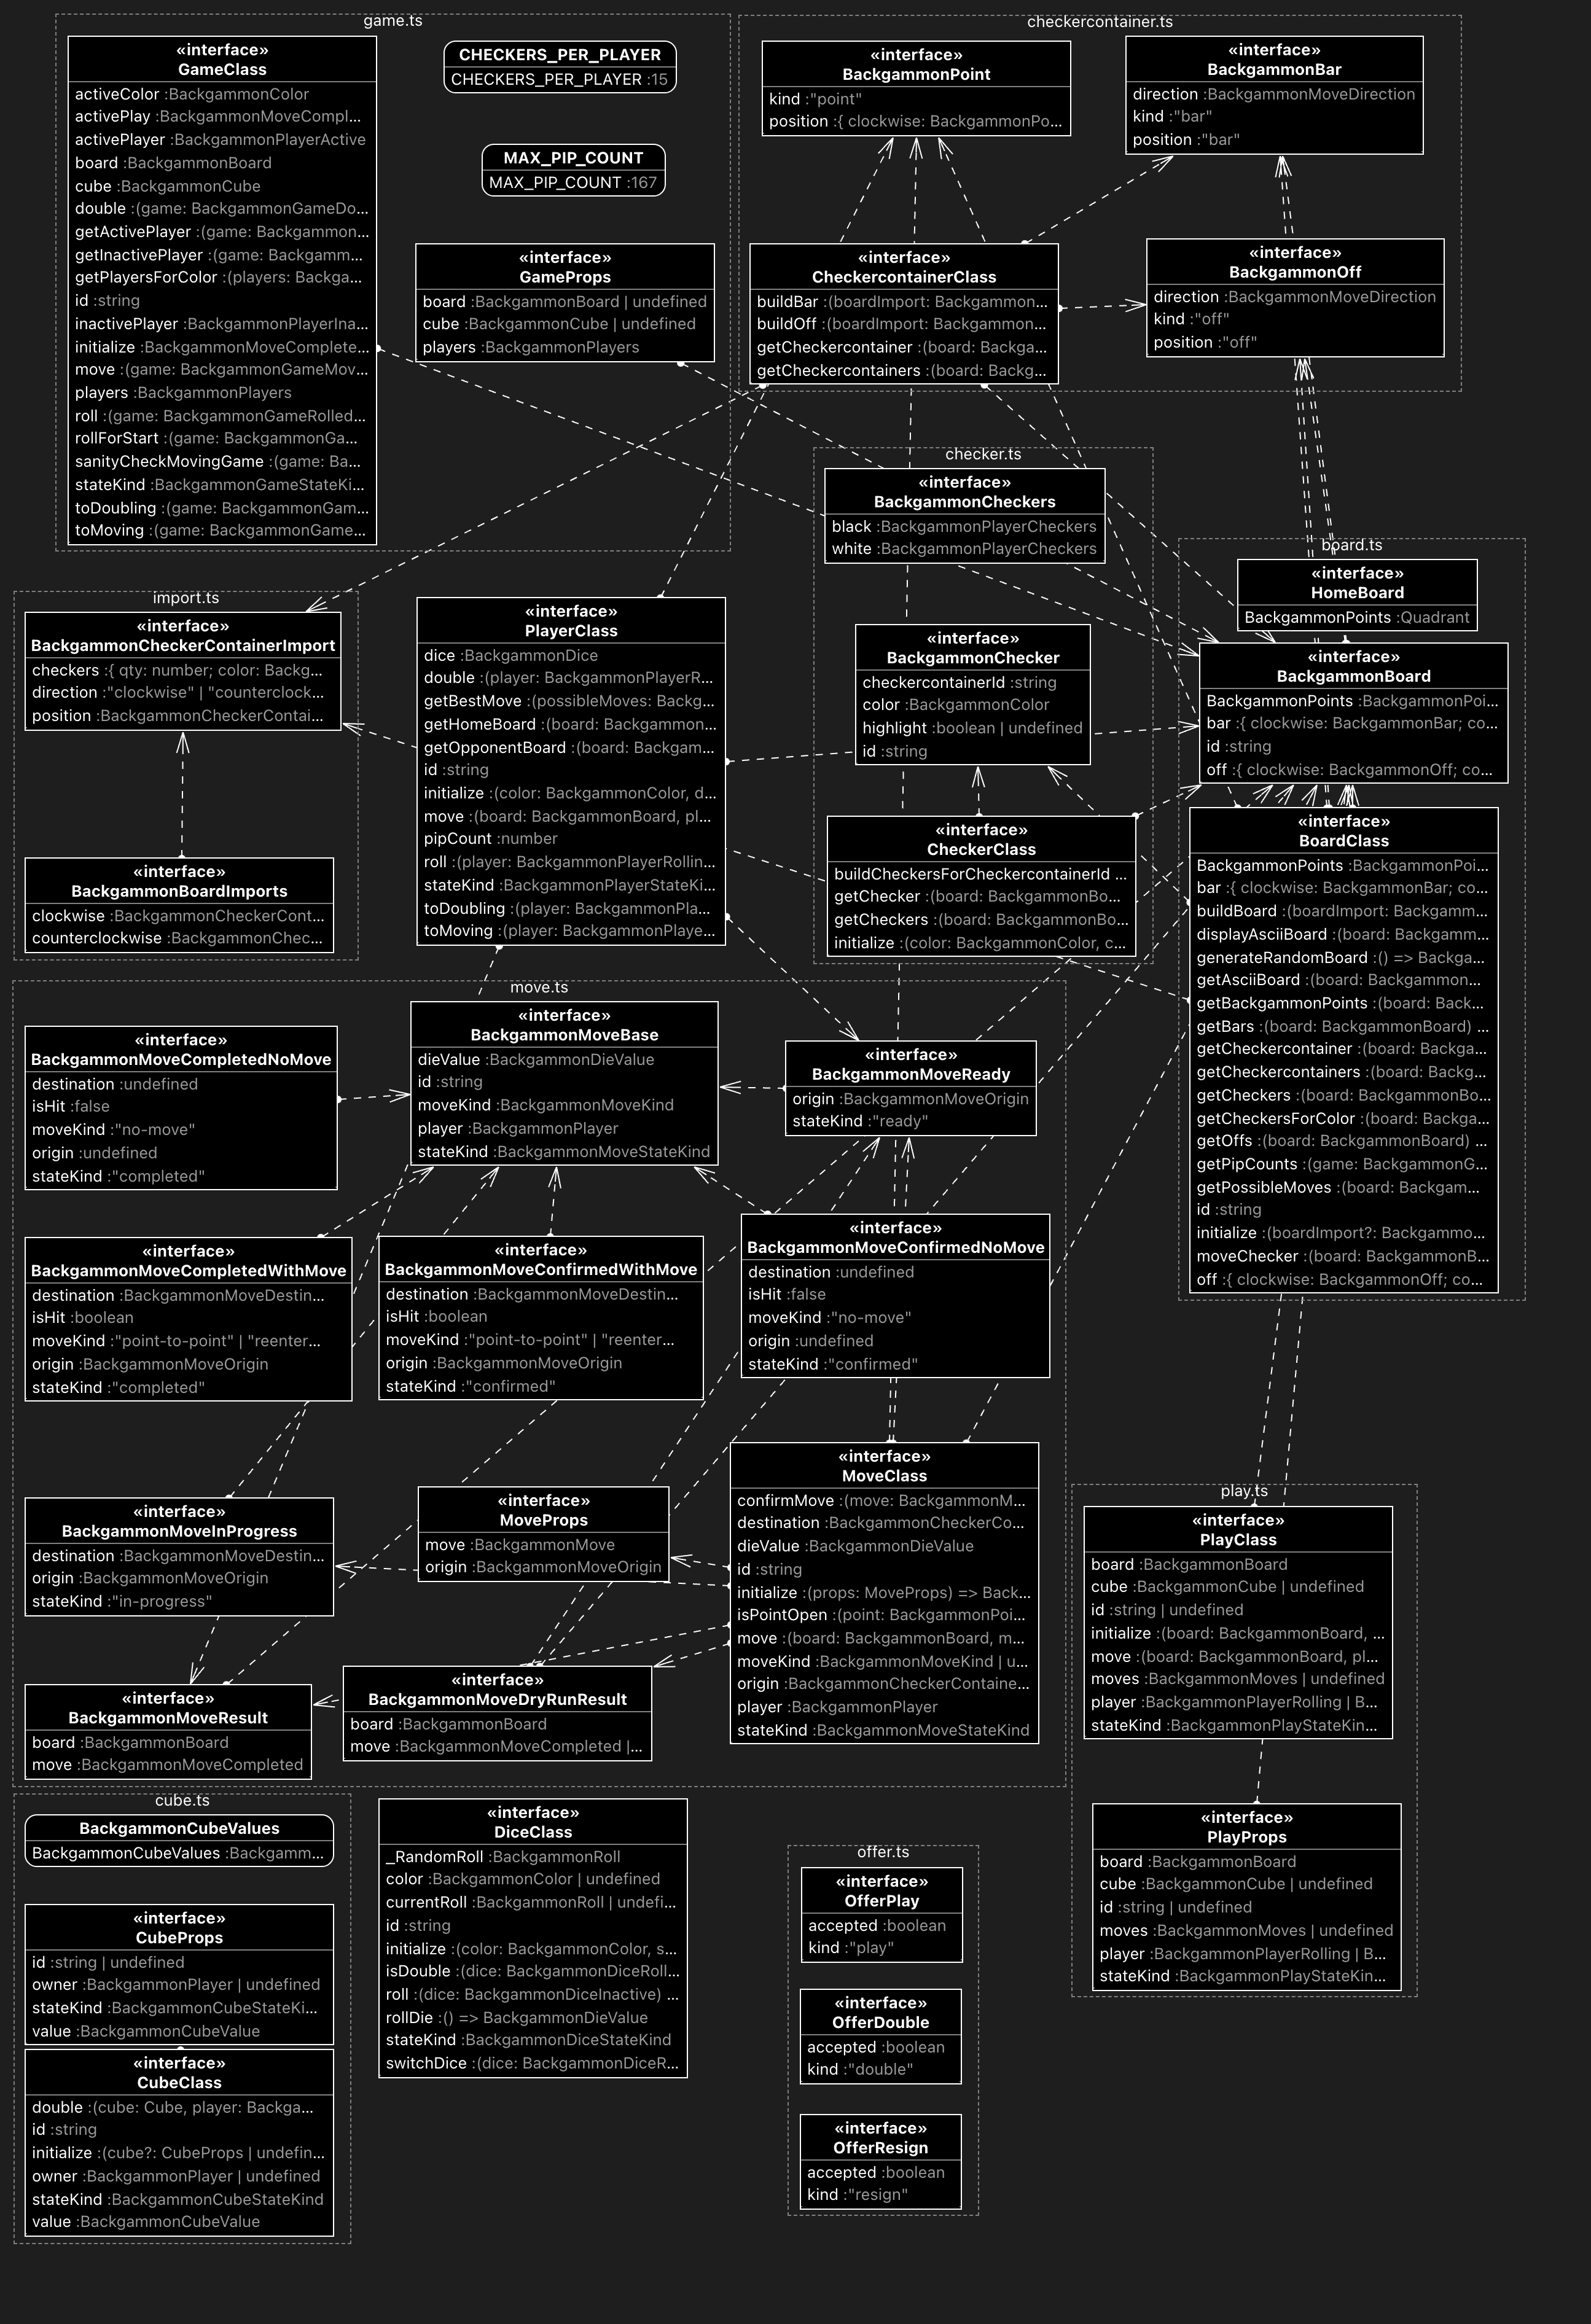 game.ts
«interface»
GameClass
activeColor :BackgammonColor
activePlay :BackgammonMoveCompl...
activePlayer :BackgammonPlayerActive
board :BackgammonBoard
cube :BackgammonCube
double :(game: BackgammonGameDo...
getActivePlayer :(game: Backgammon...
getInactivePlayer :(game: Backgamm...
getPlayersForColor :(players: Backga...
id :string
inactivePlayer :BackgammonPlayerIna...
initialize :BackgammonMoveComplete...
move :(game: BackgammonGameMov...
players :BackgammonPlayers
roll :(game: BackgammonGameRolled...
rollForStart :(game: BackgammonGa...
sanityCheckMovingGame :(game: Ba...
stateKind :BackgammonGameStateKi...
toDoubling :(game: BackgammonGam...
toMoving :(game: BackgammonGame...
CHECKERS_PER_PLAYER
CHECKERS_PER_PLAYER :15
MAX_PIP_COUNT
MAX_PIP_COUNT :167
«interface»
GameProps
board :BackgammonBoard | undefined
cube :BackgammonCube | undefined
players :BackgammonPlayers
checkercontainer.ts
«interface»
BackgammonPoint
kind :"point"
position :{ clockwise: BackgammonPo...
«interface»
BackgammonBar
direction :BackgammonMoveDirection
kind :"bar"
position :"bar"
«interface»
CheckercontainerClass
buildBar :(boardImport: Backgammon...
buildOff :(boardImport: Backgammon...
getCheckercontainer :(board: Backga...
getCheckercontainers :(board: Backg...
«interface»
BackgammonOff
direction :BackgammonMoveDirection
kind :"off"
position :"off"
checker.ts
«interface»
BackgammonCheckers
black :BackgammonPlayerCheckers
white :BackgammonPlayerCheckers
«interface»
BackgammonChecker
checkercontainerId :string
color :BackgammonColor
highlight :boolean | undefined
id :string
«interface»
CheckerClass
buildCheckersForCheckercontainerId ...
getChecker :(board: BackgammonBo...
getCheckers :(board: BackgammonBo...
initialize :(color: BackgammonColor, c...
board.ts
«interface»
HomeBoard
BackgammonPoints :Quadrant
«interface»
BackgammonBoard
BackgammonPoints :BackgammonPoi...
bar :{ clockwise: BackgammonBar; co...
id :string
off :{ clockwise: BackgammonOff; co...
«interface»
BoardClass
BackgammonPoints :BackgammonPoi...
bar :{ clockwise: BackgammonBar; co...
buildBoard :(boardImport: Backgamm...
displayAsciiBoard :(board: Backgamm...
generateRandomBoard :() => Backga...
getAsciiBoard :(board: Backgammon...
getBackgammonPoints :(board: Back...
getBars :(board: BackgammonBoard) ...
getCheckercontainer :(board: Backga...
getCheckercontainers :(board: Backg...
getCheckers :(board: BackgammonBo...
getCheckersForColor :(board: Backga...
getOffs :(board: BackgammonBoard) ...
getPipCounts :(game: BackgammonG...
getPossibleMoves :(board: Backgam...
id :string
initialize :(boardImport?: Backgammo...
moveChecker :(board: BackgammonB...
off :{ clockwise: BackgammonOff; co...
import.ts
«interface»
BackgammonCheckerContainerImport
checkers :{ qty: number; color: Backg...
direction :"clockwise" | "counterclock...
position :BackgammonCheckerContai...
«interface»
BackgammonBoardImports
clockwise :BackgammonCheckerCont...
counterclockwise :BackgammonChec...
«interface»
PlayerClass
dice :BackgammonDice
double :(player: BackgammonPlayerR...
getBestMove :(possibleMoves: Backg...
getHomeBoard :(board: Backgammon...
getOpponentBoard :(board: Backgam...
id :string
initialize :(color: BackgammonColor, d...
move :(board: BackgammonBoard, pl...
pipCount :number
roll :(player: BackgammonPlayerRollin...
stateKind :BackgammonPlayerStateKi...
toDoubling :(player: BackgammonPla...
toMoving :(player: BackgammonPlaye...
move.ts
«interface»
BackgammonMoveCompletedNoMove
destination :undefined
isHit :false
moveKind :"no-move"
origin :undefined
stateKind :"completed"
«interface»
BackgammonMoveBase
dieValue :BackgammonDieValue
id :string
moveKind :BackgammonMoveKind
player :BackgammonPlayer
stateKind :BackgammonMoveStateKind
«interface»
BackgammonMoveReady
origin :BackgammonMoveOrigin
stateKind :"ready"
«interface»
BackgammonMoveCompletedWithMove
destination :BackgammonMoveDestin...
isHit :boolean
moveKind :"point-to-point" | "reenter...
origin :BackgammonMoveOrigin
stateKind :"completed"
«interface»
BackgammonMoveConfirmedWithMove
destination :BackgammonMoveDestin...
isHit :boolean
moveKind :"point-to-point" | "reenter...
origin :BackgammonMoveOrigin
stateKind :"confirmed"
«interface»
BackgammonMoveConfirmedNoMove
destination :undefined
isHit :false
moveKind :"no-move"
origin :undefined
stateKind :"confirmed"
«interface»
BackgammonMoveInProgress
destination :BackgammonMoveDestin...
origin :BackgammonMoveOrigin
stateKind :"in-progress"
«interface»
MoveProps
move :BackgammonMove
origin :BackgammonMoveOrigin
«interface»
MoveClass
confirmMove :(move: BackgammonM...
destination :BackgammonCheckerCo...
dieValue :BackgammonDieValue
id :string
initialize :(props: MoveProps) => Back...
isPointOpen :(point: BackgammonPoi...
move :(board: BackgammonBoard, m...
moveKind :BackgammonMoveKind | u...
origin :BackgammonCheckerContaine...
player :BackgammonPlayer
stateKind :BackgammonMoveStateKind
«interface»
BackgammonMoveResult
board :BackgammonBoard
move :BackgammonMoveCompleted
«interface»
BackgammonMoveDryRunResult
board :BackgammonBoard
move :BackgammonMoveCompleted |...
play.ts
«interface»
PlayClass
board :BackgammonBoard
cube :BackgammonCube | undefined
id :string | undefined
initialize :(board: BackgammonBoard, ...
move :(board: BackgammonBoard, pl...
moves :BackgammonMoves | undefined
player :BackgammonPlayerRolling | B...
stateKind :BackgammonPlayStateKin...
«interface»
PlayProps
board :BackgammonBoard
cube :BackgammonCube | undefined
id :string | undefined
moves :BackgammonMoves | undefined
player :BackgammonPlayerRolling | B...
stateKind :BackgammonPlayStateKin...
cube.ts
BackgammonCubeValues
BackgammonCubeValues :Backgamm...
«interface»
CubeProps
id :string | undefined
owner :BackgammonPlayer | undefined
stateKind :BackgammonCubeStateKi...
value :BackgammonCubeValue
«interface»
CubeClass
double :(cube: Cube, player: Backga...
id :string
initialize :(cube?: CubeProps | undefin...
owner :BackgammonPlayer | undefined
stateKind :BackgammonCubeStateKind
value :BackgammonCubeValue
«interface»
DiceClass
_RandomRoll :BackgammonRoll
color :BackgammonColor | undefined
currentRoll :BackgammonRoll | undefi...
id :string
initialize :(color: BackgammonColor, s...
isDouble :(dice: BackgammonDiceRoll...
roll :(dice: BackgammonDiceInactive) ...
rollDie :() => BackgammonDieValue
stateKind :BackgammonDiceStateKind
switchDice :(dice: BackgammonDiceR...
offer.ts
«interface»
OfferPlay
accepted :boolean
kind :"play"
«interface»
OfferDouble
accepted :boolean
kind :"double"
«interface»
OfferResign
accepted :boolean
kind :"resign"